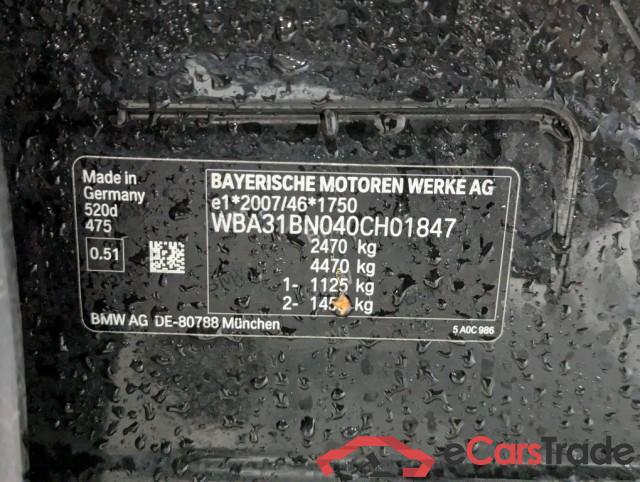 Made in
Germany
520d
475
0.51
BAYERISCHE MOTOREN WERKE AG
e1*2007/46*1750
WBA31BN040CH01847
2470 kg
4470 kg
1- 1125 kg
2- kg
BMW AG DE-80788 München
5 A0C 986
eCarsTrade